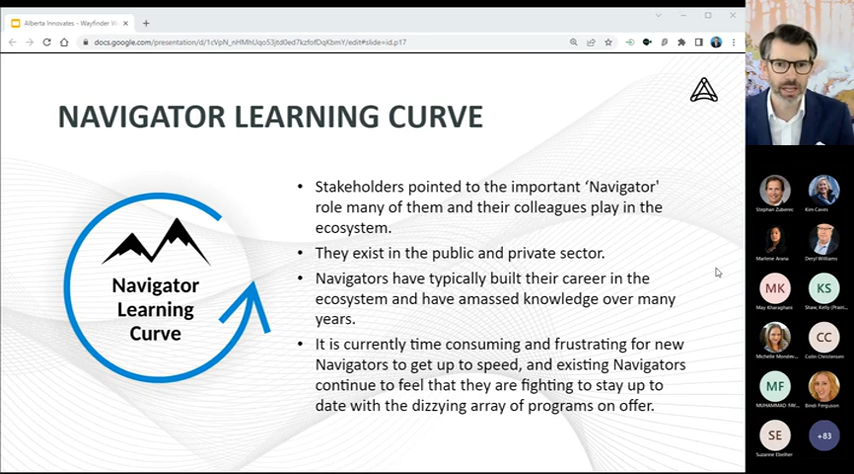 Alberta Innovates - Wayfinder W
docs.google.com/presentation/d/1cVpN_nHMhUqo53jtd0ed7kzfofDqKbmY/edit#slide=id.p17
NAVIGATOR LEARNING CURVE
Navigator
Learning
Curve
• Stakeholders pointed to the important ‘Navigator'
role many of them and their colleagues play in the
ecosystem.
• They exist in the public and private sector.
• Navigators have typically built their career in the
ecosystem and have amassed knowledge over many
years.
• It is currently time consuming and frustrating for new
Navigators to get up to speed, and existing Navigators
continue to feel that they are fighting to stay up to
date with the dizzying array of programs on offer.
Stephan Zuberec
Kim Caves
Marlene Arana
Deryl Williams
MK
May Kharaghani
KS
Shaw, Kelly (Prairi...
Michelle Mondev...
CC
Colin Christensen
MF
MUHAMMAD FAY...
Bindi Ferguson
SE
Suzanne Ebelher
+83